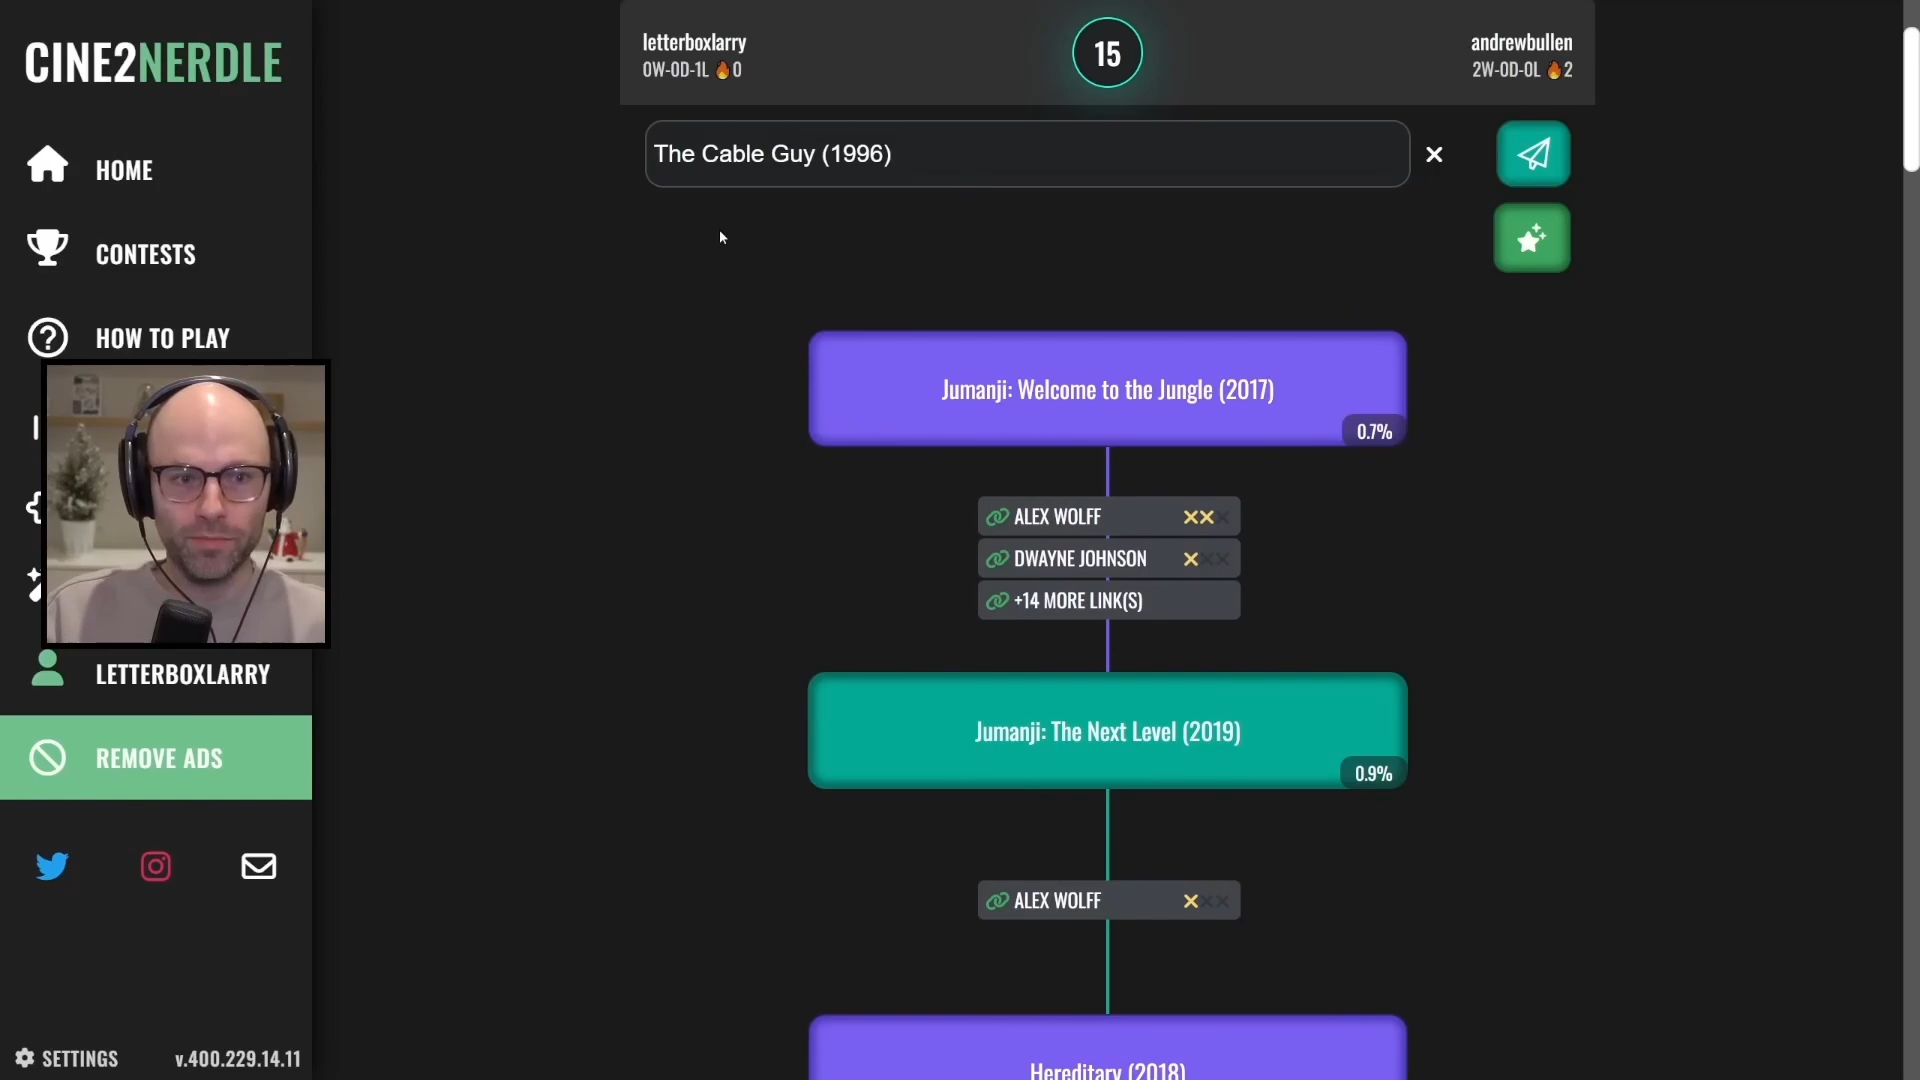 CINE2NERDLE
HOME
CONTESTS
HOW TO PLAY
LETTERBOXLARRY
REMOVE ADS
SETTINGS
v.400.229.14.11
letterboxlarry
0W-0D-1L 🔥0
15
andrewbullen
2W-0D-0L 🔥2
The Cable Guy (1996)
Jumanji: Welcome to the Jungle (2017)
0.7%
ALEX WOLFF
DWAYNE JOHNSON
+14 MORE LINK(S)
Jumanji: The Next Level (2019)
0.9%
ALEX WOLFF
Hereditary (2018)